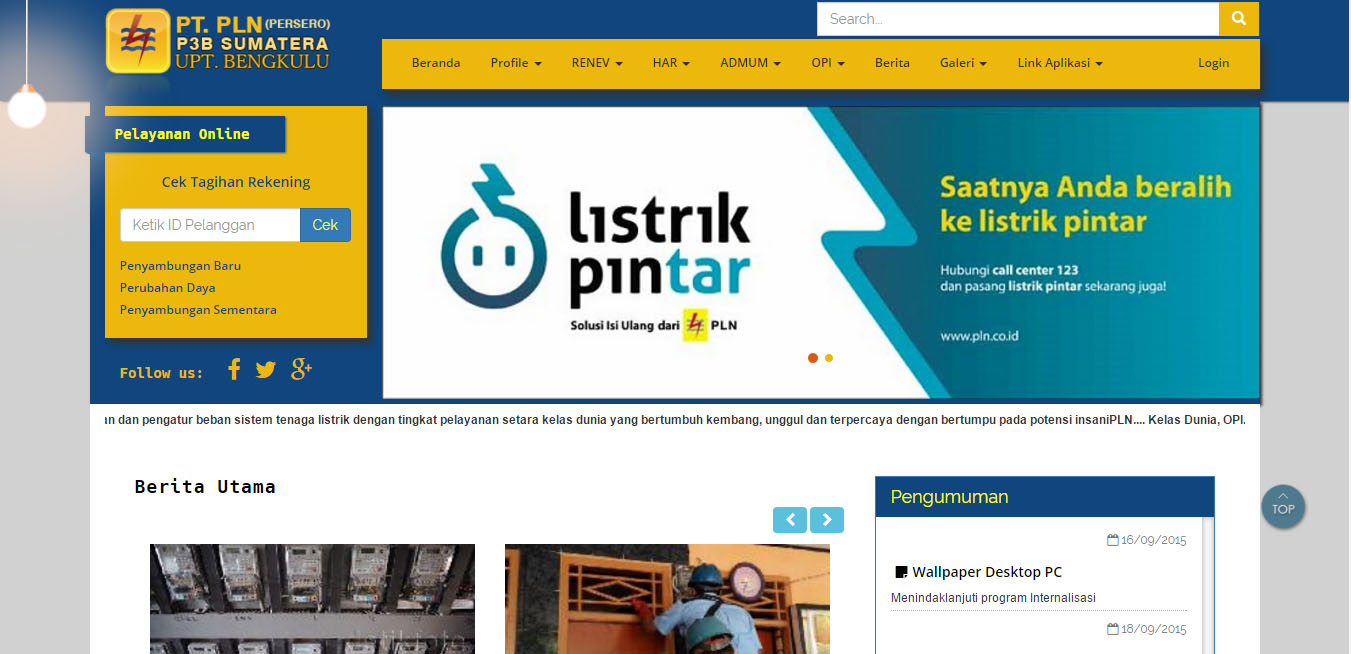 PT. PLN (PERSERO)
P3B SUMATERA
UPT. BENGKULU
Search...
Beranda Profile RENEV HAR ADMUM OPI Berita Galeri Link Aplikasi Login
Pelayanan Online
Cek Tagihan Rekening
Ketik ID Pelanggan Cek
Penyambungan Baru
Perubahan Daya
Penyambungan Sementara
Follow us:
listrik
pintar
Solusi Isi Ulang dari PLN
Saatnya Anda beralih
ke listrik pintar
Hubungi call center 123
dan pasang listrik pintar sekarang juga!
www.pln.co.id
an dan pengatur beban sistem tenaga listrik dengan tingkat pelayanan setara kelas dunia yang bertumbuh kembang, unggul dan terpercaya dengan bertumpu pada potensi insaniPLN.... Kelas Dunia, OPI.
Berita Utama
Pengumuman
16/09/2015
Wallpaper Desktop PC
Menindaklanjuti program Internalisasi
18/09/2015
TOP